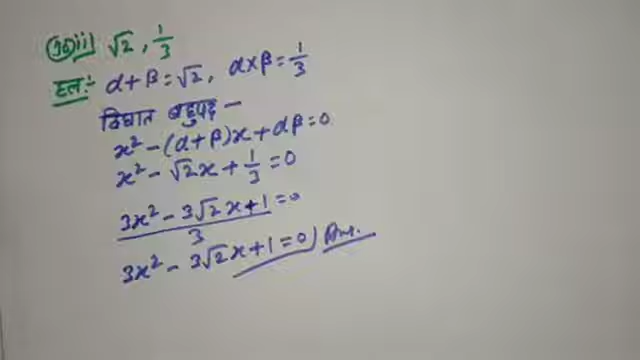 ii) √2, 1/3
हल:- α+β=√2, α×β=1/3
विघात बहुपद -
x² - (α+β)x + αβ = 0
x² - √2x + 1/3 = 0
3x² - 3√2x + 1 / 3 = 0
3x² - 3√2x + 1 = 0) Ans.